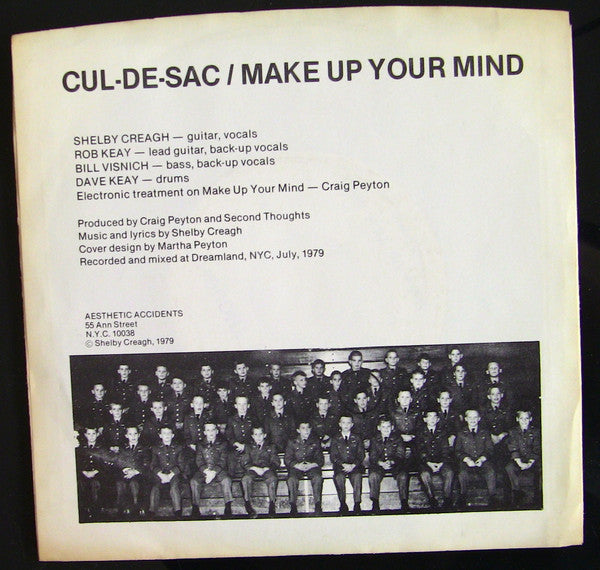 CUL-DE-SAC / MAKE UP YOUR MIND
SHELBY CREAGH — guitar, vocals
ROB KEAY — lead guitar, back-up vocals
BILL VISNICH — bass, back-up vocals
DAVE KEAY — drums
Electronic treatment on Make Up Your Mind — Craig Peyton
Produced by Craig Peyton and Second Thoughts
Music and lyrics by Shelby Creagh
Cover design by Martha Peyton
Recorded and mixed at Dreamland, NYC, July, 1979
AESTHETIC ACCIDENTS
55 Ann Street
N.Y.C. 10038
© Shelby Creagh, 1979